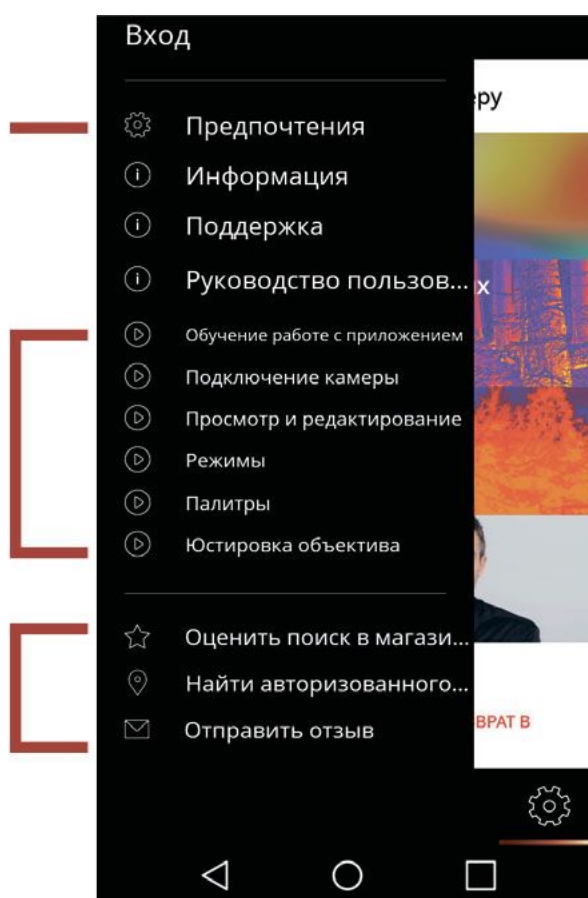 Вход
еру
Предпочтения
Информация
Поддержка
Руководство пользов...
х
Обучение работе с приложением
Подключение камеры
Просмотр и редактирование
Режимы
Палитры
Юстировка объектива
Оценить поиск в магази...
Найти авторизованного...
Отправить отзыв
ВРАТ В